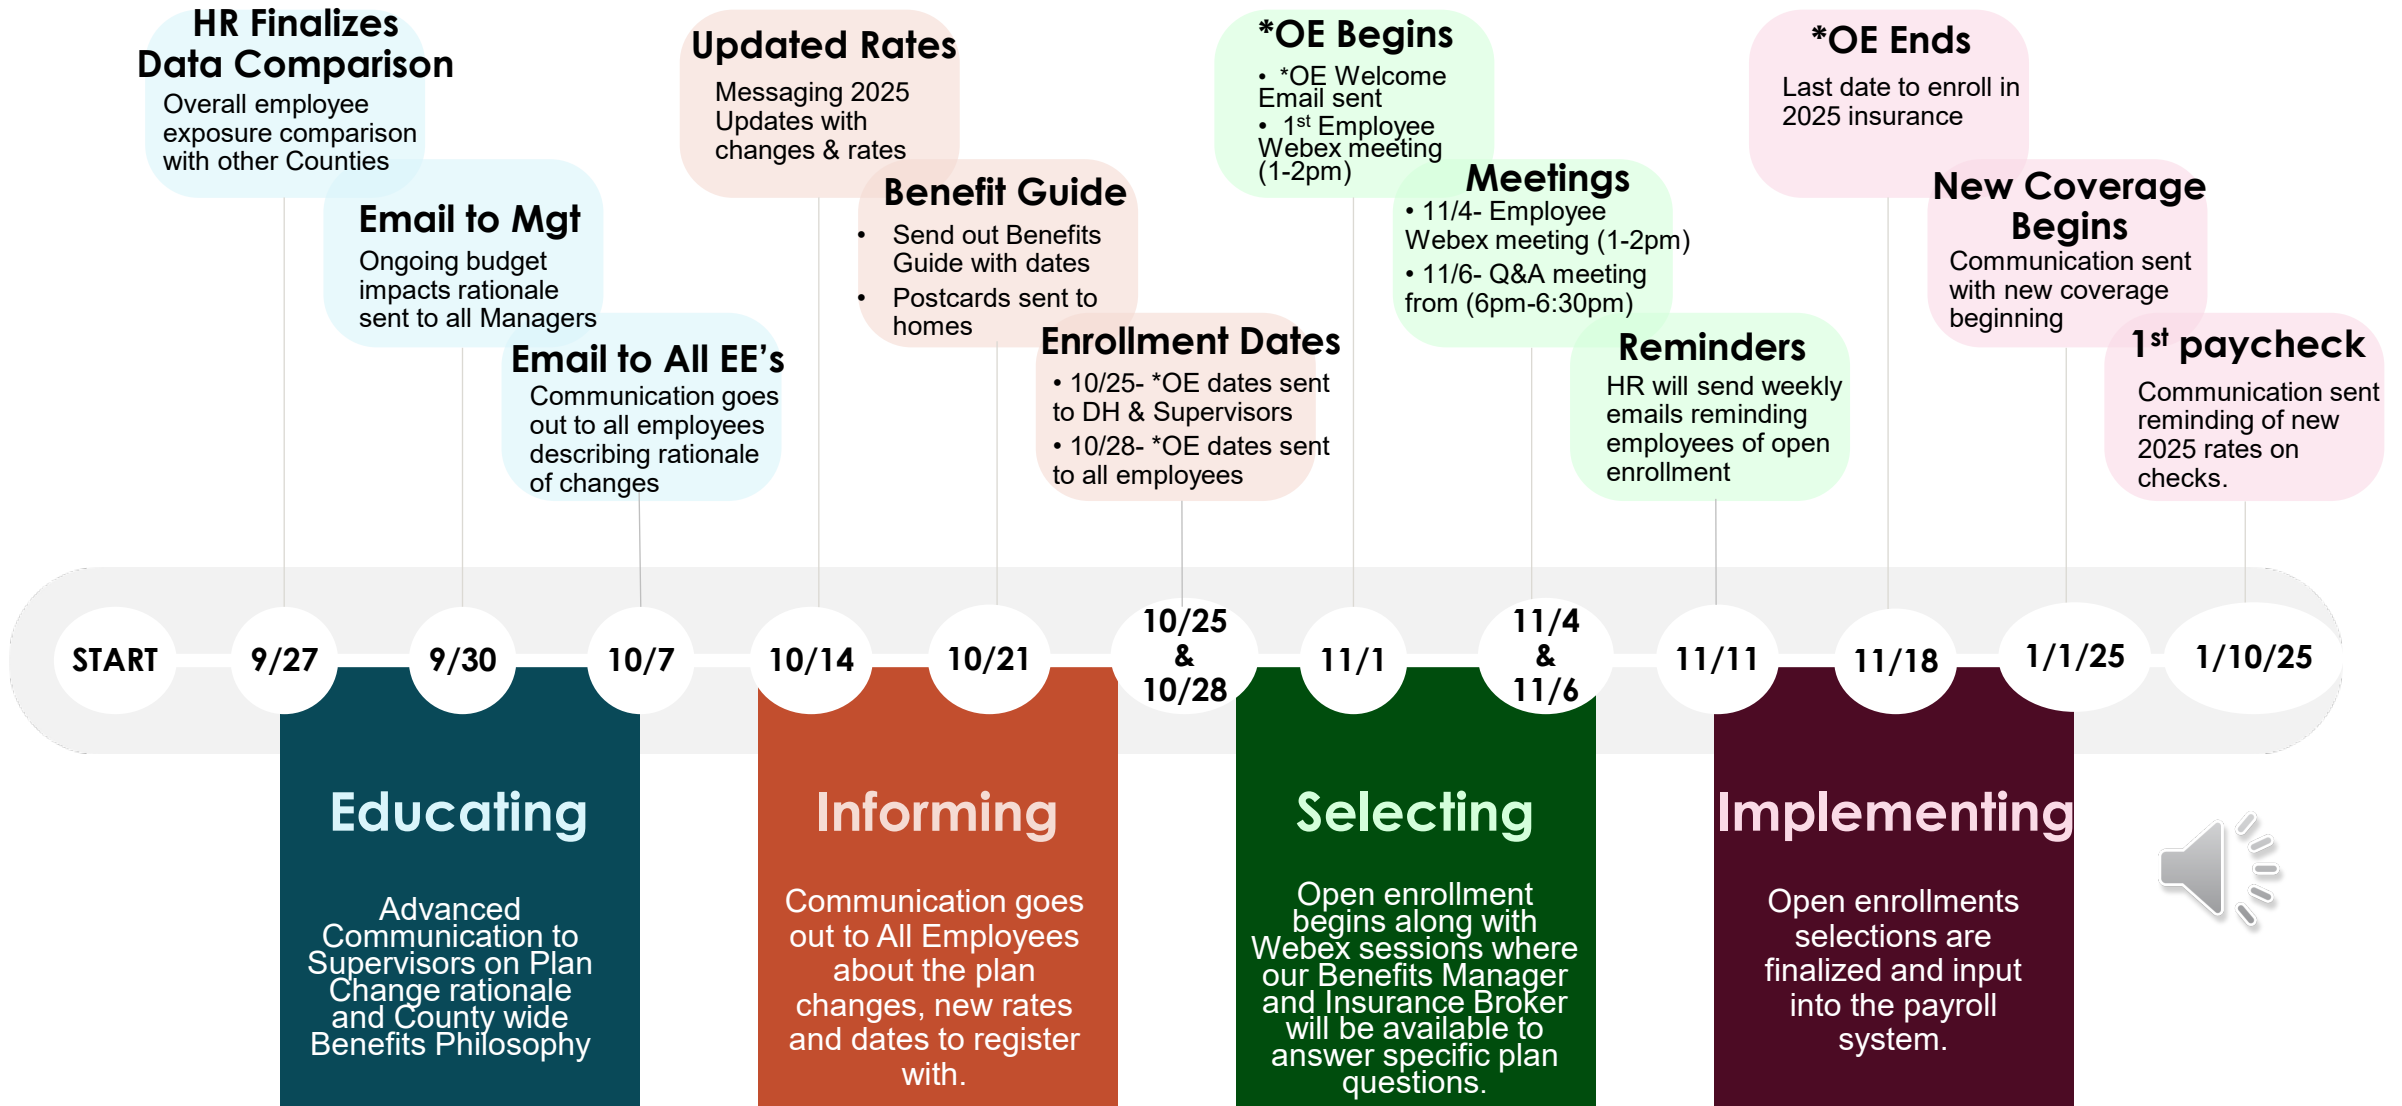 HR Finalizes
Data Comparison
Overall employee
exposure comparison
with other Counties
Email to Mgt
Ongoing budget
impacts rationale
sent to all Managers
Email to All EE’s
Communication goes
out to all employees
describing rationale
of changes
Updated Rates
Messaging 2025
Updates with
changes & rates
Benefit Guide
• Send out Benefits
Guide with dates
• Postcards sent to
homes
Enrollment Dates
• 10/25- *OE dates sent
to DH & Supervisors
• 10/28- *OE dates sent
to all employees
*OE Begins
• *OE Welcome
Email sent
• 1st Employee
Webex meeting
(1-2pm)
Meetings
• 11/4- Employee
Webex meeting (1-2pm)
• 11/6- Q&A meeting
from (6pm-6:30pm)
Reminders
HR will send weekly
emails reminding
employees of open
enrollment
*OE Ends
Last date to enroll in
2025 insurance
New Coverage
Begins
Communication sent
with new coverage
beginning
1st paycheck
Communication sent
reminding of new
2025 rates on
checks.
START
9/27
9/30
10/7
10/14
10/21
10/25
&
10/28
11/1
11/4
&
11/6
11/11
11/18
1/1/25
1/10/25
Educating
Advanced
Communication to
Supervisors on Plan
Change rationale
and County wide
Benefits Philosophy
Informing
Communication goes
out to All Employees
about the plan
changes, new rates
and dates to register
with.
Selecting
Open enrollment
begins along with
Webex sessions where
our Benefits Manager
and Insurance Broker
will be available to
answer specific plan
questions.
Implementing
Open enrollments
selections are
finalized and input
into the payroll
system.